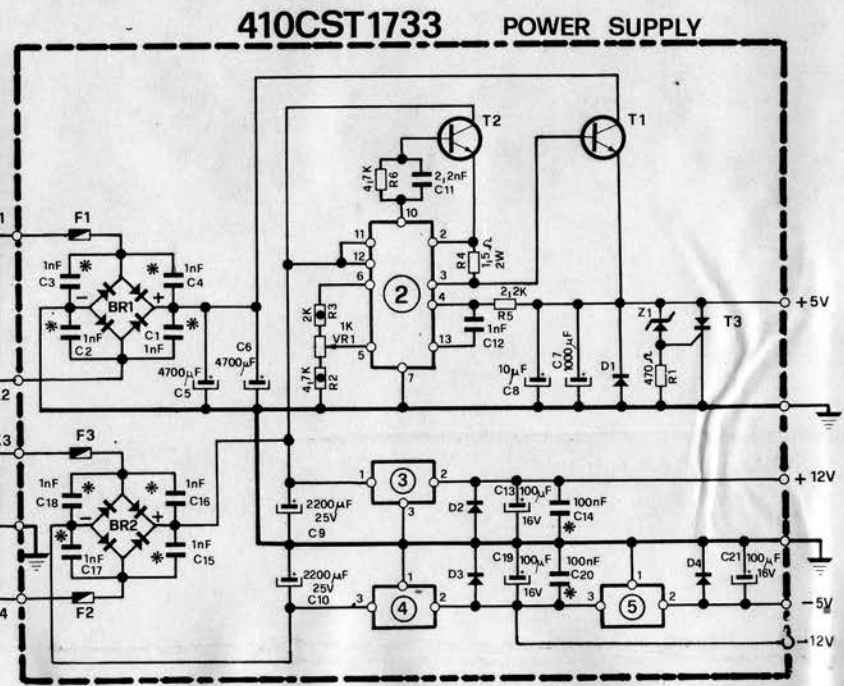 410CST1733 POWER SUPPLY
T2
T1
4,7K
R6
2,2nF
C11
10
1
F1
11
2
12
R4
1,5Ω
2W
1nF
C3
1nF
C4
6
2
3
2,2K
BR1
4
R5
+5V
2K
R3
1K
VR1
1nF
C12
Z1
T3
C2
1nF
C1
1nF
C6
4700µF
4700µF
C5
5
13
7
4,7K
R2
10µF
C8
C7
1000µF
D1
470Ω
R1
2
3
F3
1nF
C18
1nF
C16
1
3
2
+12V
2200µF
25V
C9
3
D2
C13
100µF
16V
100nF
C14
BR2
1nF
C17
1nF
C15
C19
100µF
16V
100nF
C20
D3
1
D4
C21
100µF
16V
2200µF
25V
C10
1
3
4
2
3
5
2
-5V
4
F2
-12V